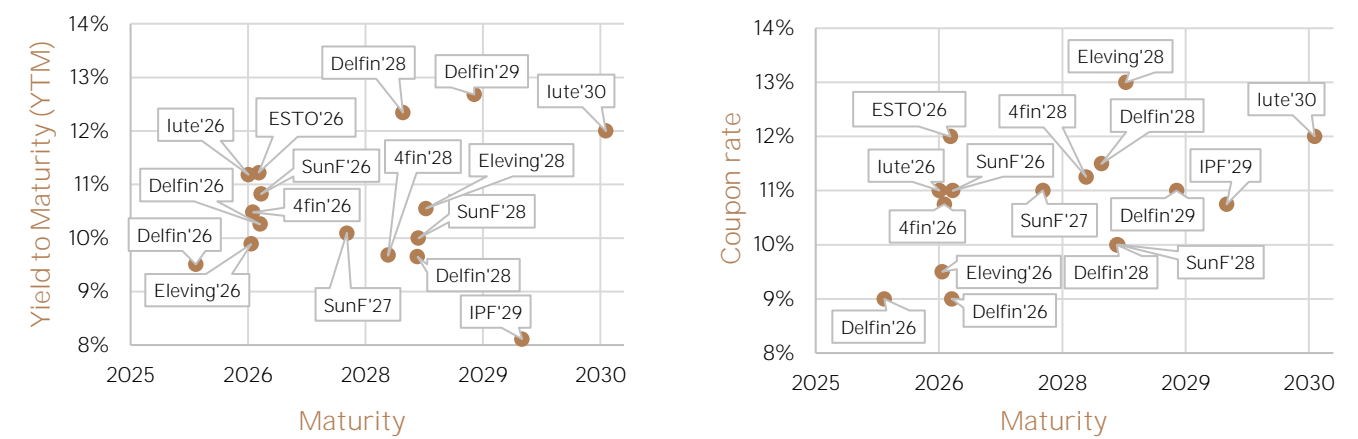 14%
13%
12%
11%
10%
9%
8%
Yield to Maturity (YTM)
Delfin'28
Delfin'29
Iute'30
Iute'26
ESTO'26
4fin'28
Eleving'28
SunF'26
Delfin'26
4fin'26
SunF'28
Delfin'26
Delfin'28
Eleving'26
SunF'27
IPF'29
2025
2026
2028
2029
2030
Maturity
14%
13%
12%
11%
10%
9%
8%
Coupon rate
Eleving'28
ESTO'26
4fin'28
Delfin'28
Iute'30
Iute'26
SunF'26
IPF'29
4fin'26
SunF'27
Delfin'29
Eleving'26
Delfin'28
SunF'28
Delfin'26
Delfin'26
2025
2026
2028
2029
2030
Maturity